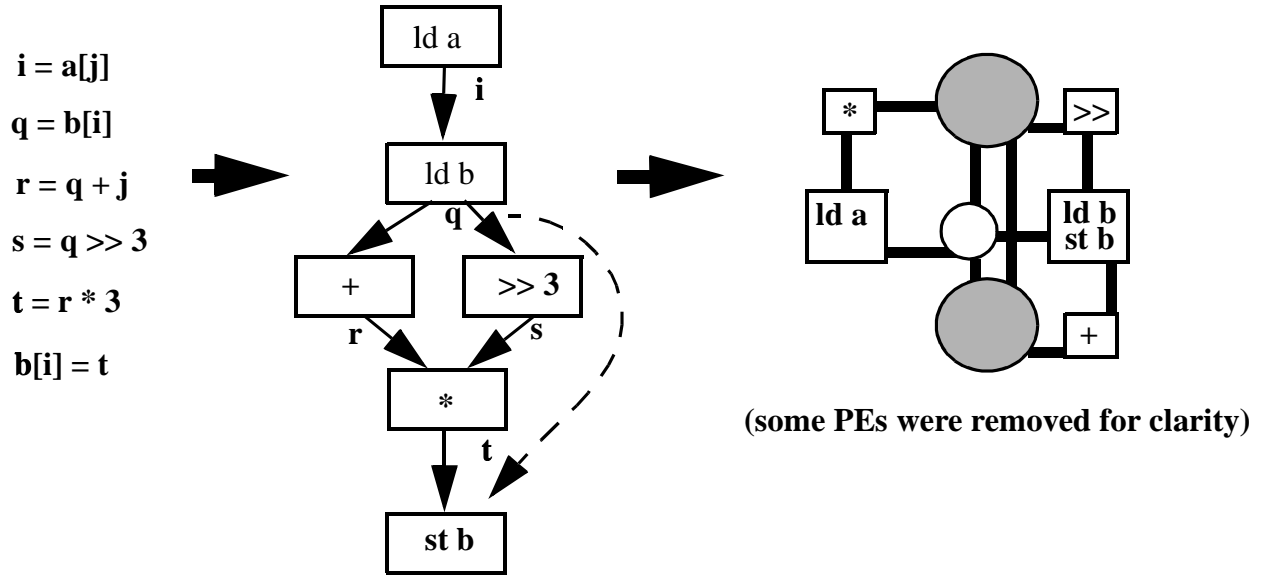 i = a[j]
q = b[i]
r = q + j
s = q >> 3
t = r * 3
b[i] = t
ld a
i
ld b
q
+
>> 3
r
s
*
t
st b
*
>>
ld a
ld b
st b
+
(some PEs were removed for clarity)